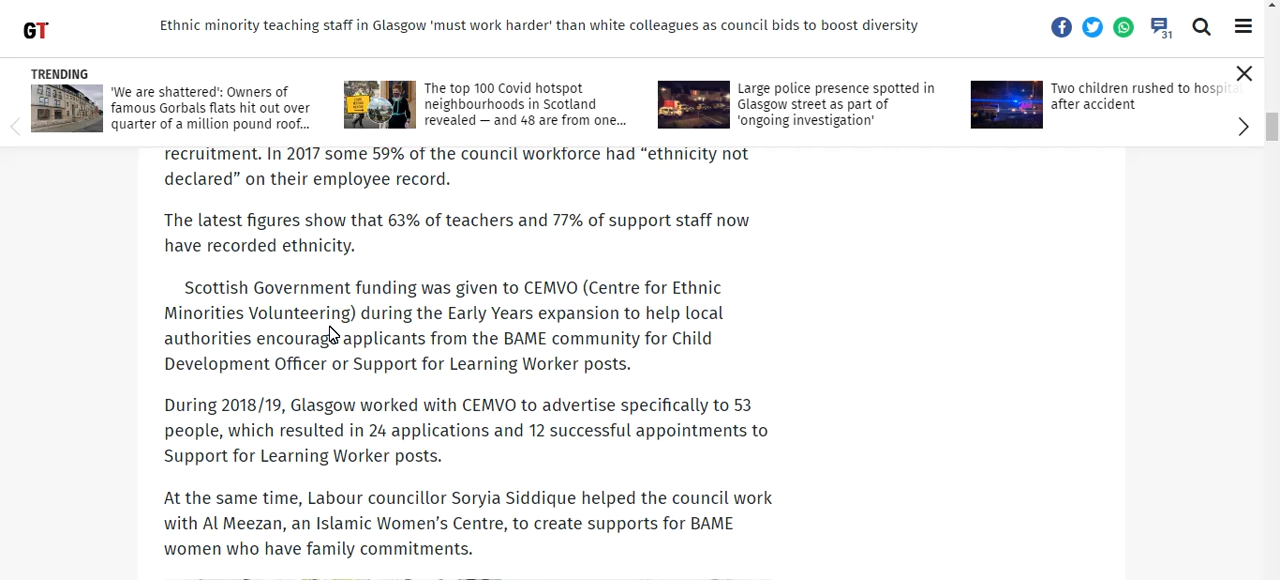 GT
Ethnic minority teaching staff in Glasgow 'must work harder' than white colleagues as council bids to boost diversity
31
TRENDING
'We are shattered': Owners of
famous Gorbals flats hit out over
quarter of a million pound roof...
The top 100 Covid hotspot
neighbourhoods in Scotland
revealed — and 48 are from one...
Large police presence spotted in
Glasgow street as part of
'ongoing investigation'
Two children rushed to hospital
after accident
recruitment. In 2017 some 59% of the council workforce had “ethnicity not
declared” on their employee record.
The latest figures show that 63% of teachers and 77% of support staff now
have recorded ethnicity.
Scottish Government funding was given to CEMVO (Centre for Ethnic
Minorities Volunteering) during the Early Years expansion to help local
authorities encourage applicants from the BAME community for Child
Development Officer or Support for Learning Worker posts.
During 2018/19, Glasgow worked with CEMVO to advertise specifically to 53
people, which resulted in 24 applications and 12 successful appointments to
Support for Learning Worker posts.
At the same time, Labour councillor Soryia Siddique helped the council work
with Al Meezan, an Islamic Women’s Centre, to create supports for BAME
women who have family commitments.